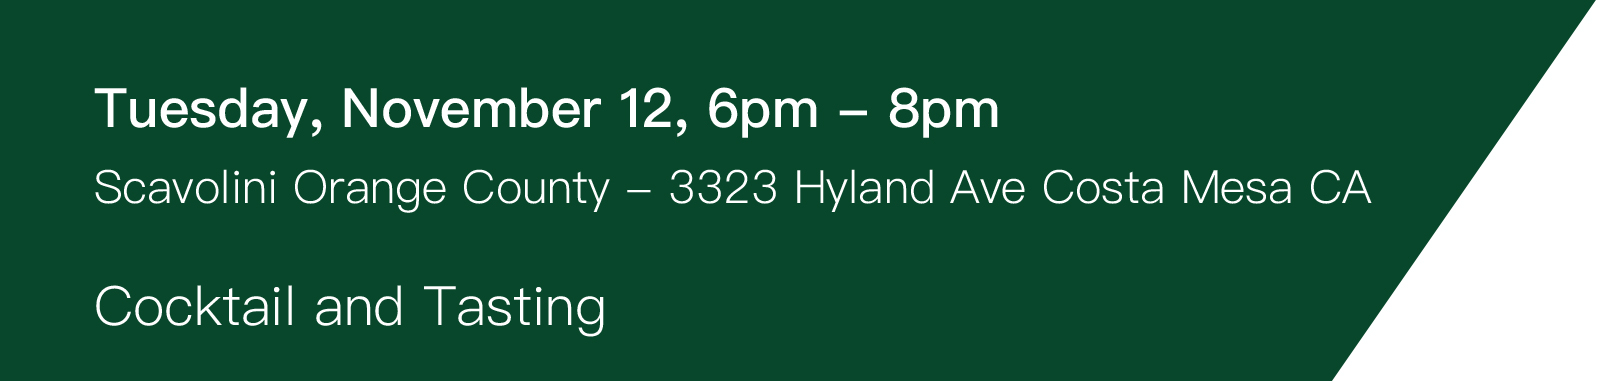 Tuesday, November 12, 6pm – 8pm
Scavolini Orange County – 3323 Hyland Ave Costa Mesa CA
Cocktail and Tasting